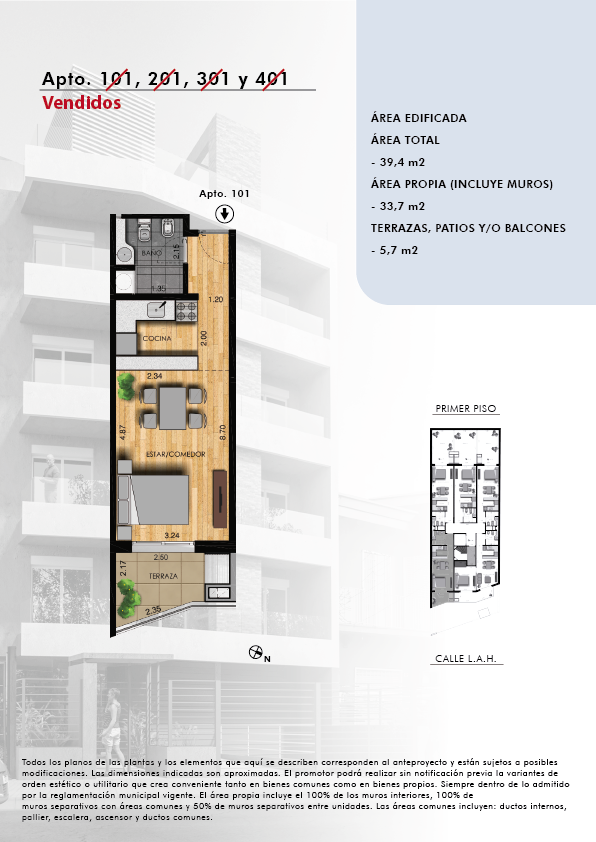 Apto. 101, 201, 301 y 401
Vendidos
ÁREA EDIFICADA
ÁREA TOTAL
- 39,4 m2
ÁREA PROPIA (INCLUYE MUROS)
- 33,7 m2
TERRAZAS, PATIOS Y/O BALCONES
- 5,7 m2
Apto. 101
BAÑO
2.15
1.35
1.20
COCINA
2.00
2.34
4.87
8.70
ESTAR/COMEDOR
3.24
2.50
2.17
TERRAZA
2.35
N
PRIMER PISO
CALLE L.A.H.
Todos los planos de las plantas y los elementos que aquí se describen corresponden al anteproyecto y están sujetos a posibles
modificaciones. Las dimensiones indicadas son aproximadas. El promotor podrá realizar sin notificación previa la variantes de
orden estético o utilitario que crea conveniente tanto en bienes comunes como en bienes propios. Siempre dentro de lo admitido
por la reglamentación municipal vigente. El área propia incluye el 100% de los muros interiores, 100% de
muros separativos con áreas comunes y 50% de muros separativos entre unidades. Las áreas comunes incluyen: ductos internos,
pallier, escalera, ascensor y ductos comunes.